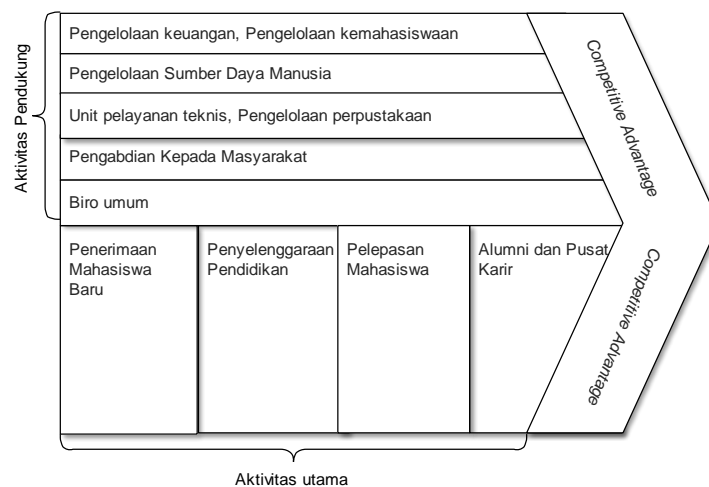 Aktivitas Pendukung
Pengelolaan keuangan, Pengelolaan kemahasiswaan
Pengelolaan Sumber Daya Manusia
Unit pelayanan teknis, Pengelolaan perpustakaan
Pengabdian Kepada Masyarakat
Biro umum
Competitive Advantage
Penerimaan
Mahasiswa
Baru
Penyelenggaraan
Pendidikan
Pelepasan
Mahasiswa
Alumni dan Pusat
Karir
Competitive Advantage
Aktivitas utama